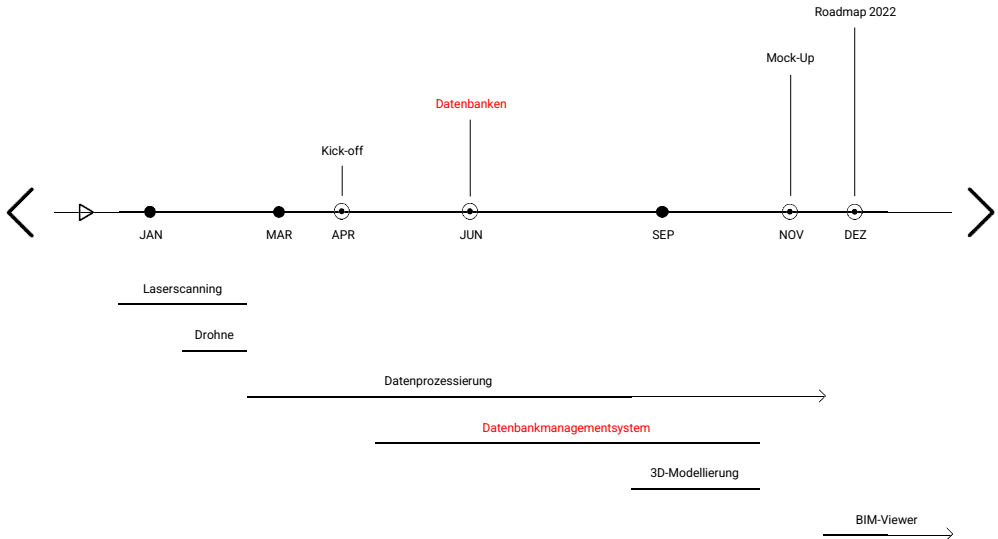 Roadmap 2022
Mock-Up
Datenbanken
Kick-off
JAN MAR APR JUN SEP NOV DEZ
Laserscanning
Drohne
Datenprozessierung
Datenbankmanagementsystem
3D-Modellierung
BIM-Viewer